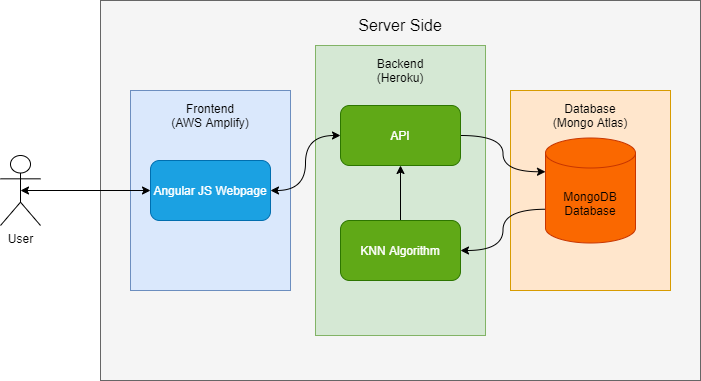 Server Side
Backend
(Heroku)
Frontend
(AWS Amplify)
Database
(Mongo Atlas)
API
Angular JS Webpage
MongoDB
Database
User
KNN Algorithm